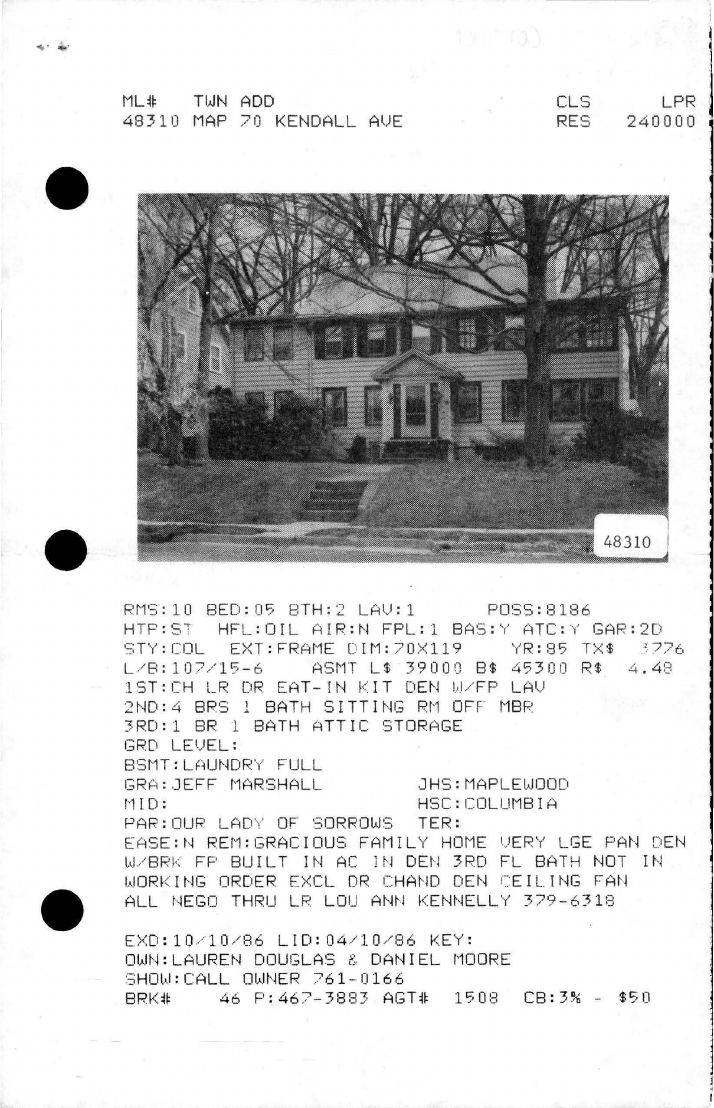 ML# TWN ADD CLS LPR
48310 MAP 70 KENDALL AVE RES 240000
48310
RMS:10 BED:05 BTH:2 LAV:1 POSS:8186
HTP:ST HFL:OIL AIR:N FPL:1 BAS:Y ATC:Y GAR:2D
STY:COL EXT:FRAME DIM:70X119 YR:85 TX$ 3776
L/B:107/15-6 ASMT L$ 39000 B$ 45300 R$ 4.48
1ST:CH LR DR EAT-IN KIT DEN W/FP LAV
2ND:4 BRS 1 BATH SITTING RM OFF MBR
3RD:1 BR 1 BATH ATTIC STORAGE
GRD LEVEL:
BSMT:LAUNDRY FULL
GRA:JEFF MARSHALL JHS:MAPLEWOOD
MID: HSC:COLUMBIA
PAR:OUR LADY OF SORROWS TER:
EASE:N REM:GRACIOUS FAMILY HOME VERY LGE PAN DEN
W/BRK FP BUILT IN AC IN DEN 3RD FL BATH NOT IN
WORKING ORDER EXCL DR CHAND DEN CEILING FAN
ALL NEGO THRU LR LOU ANN KENNELLY 379-6318
EXD:10/10/86 LID:04/10/86 KEY:
OWN:LAUREN DOUGLAS & DANIEL MOORE
SHOW:CALL OWNER 761-0166
BRK# 46 P:467-3883 AGT# 1508 CB:3% - $50